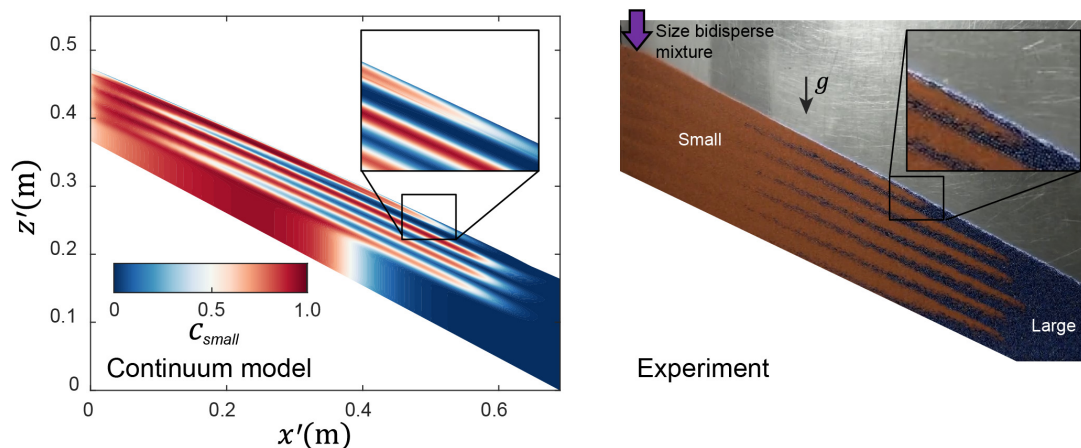 0.5
0.4
0.3
0.2
0.1
0
z′(m)
0
0.5
1.0
C_small
Continuum model
0
0.2
0.4
0.6
x′(m)
Size bidisperse
mixture
g
Small
Large
Experiment